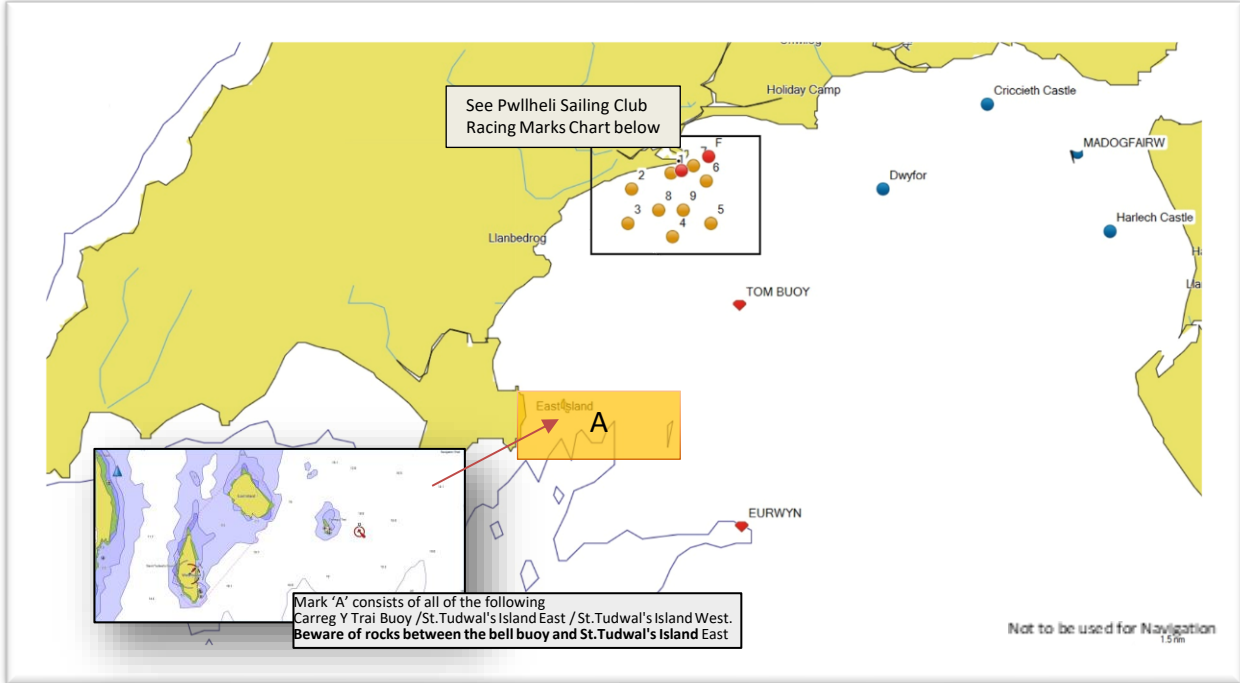 See Pwllheli Sailing Club
Racing Marks Chart below
Holiday Camp
Criccieth Castle
MADOGFAIRW
F
7
1
6
2
Dwyfor
8
9
3
5
4
Harlech Castle
Llanbedrog
TOM BUOY
East Island
A
EURWYN
Mark ‘A’ consists of all of the following
Carreg Y Trai Buoy /St.Tudwal's Island East / St.Tudwal's Island West.
Beware of rocks between the bell buoy and St.Tudwal's Island East
Not to be used for Navigation
1.5 nm